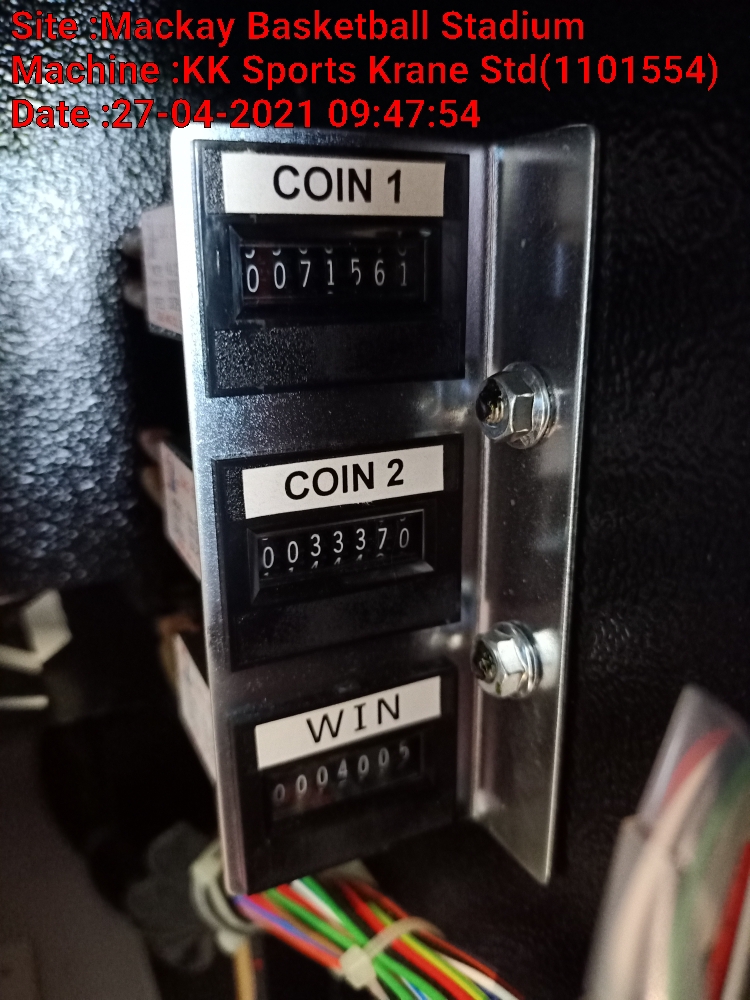 Site :Mackay Basketball Stadium
Machine :KK Sports Krane Std(1101554)
Date :27-04-2021 09:47:54
COIN 1
0071561
COIN 2
0033370
WIN
0004005